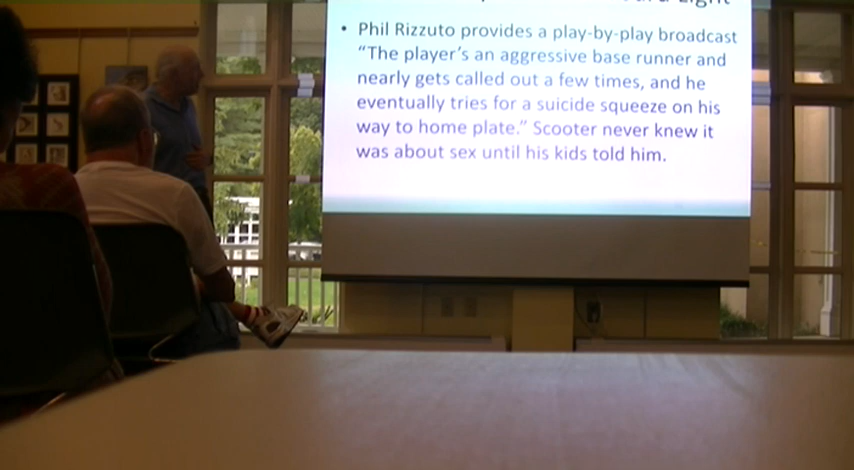 • Phil Rizzuto provides a play-by-play broadcast
“The player’s an aggressive base runner and
nearly gets called out a few times, and he
eventually tries for a suicide squeeze on his
way to home plate.” Scooter never knew it
was about sex until his kids told him.